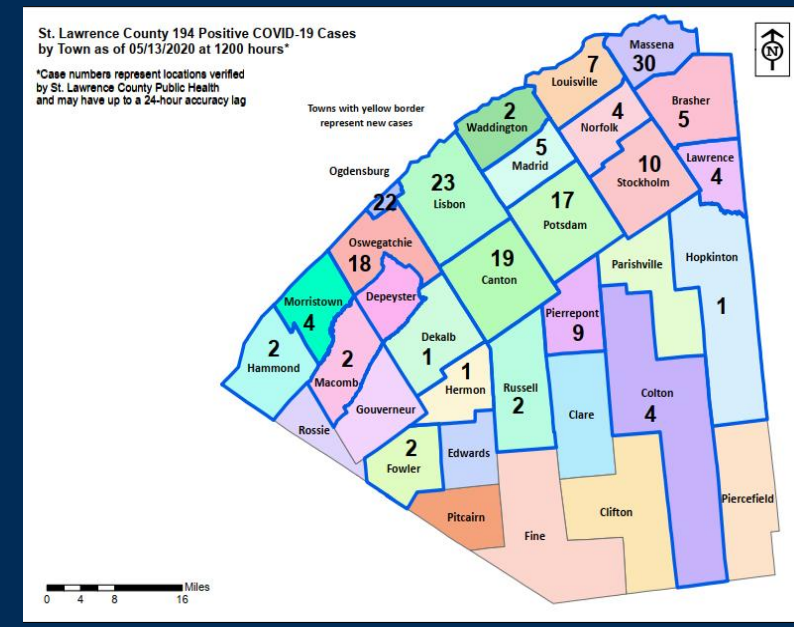 St. Lawrence County 194 Positive COVID-19 Cases
by Town as of 05/13/2020 at 1200 hours*
*Case numbers represent locations verified
by St. Lawrence County Public Health
and may have up to a 24-hour accuracy lag
Towns with yellow border
represent new cases
N
Massena
30
7
Louisville
Brasher
5
2
Waddington
4
Norfolk
5
Madrid
Lawrence
4
10
Stockholm
Ogdensburg
22
23
Lisbon
17
Potsdam
Oswegatchie
18
19
Canton
Parishville
Hopkinton
1
Depeyster
Morristown
4
Pierrepont
9
2
Hammond
2
Macomb
Dekalb
1
1
Hermon
Russell
2
Colton
4
Gouverneur
Clare
Rossie
2
Fowler
Edwards
Piercefield
Pitcairn
Clifton
Fine
Miles
0 4 8 16